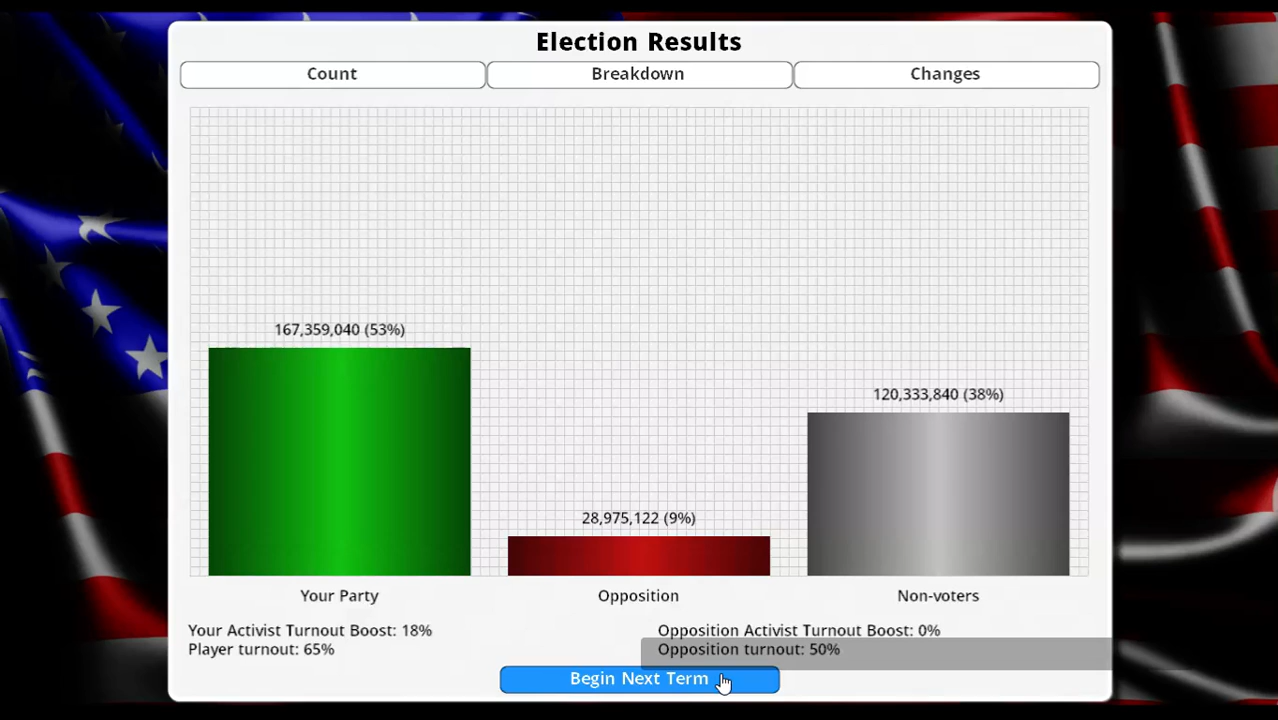 Election Results
Count
Breakdown
Changes
167,359,040 (53%)
120,333,840 (38%)
28,975,122 (9%)
Your Party
Opposition
Non-voters
Your Activist Turnout Boost: 18%
Opposition Activist Turnout Boost: 0%
Player turnout: 65%
Opposition turnout: 50%
Begin Next Term